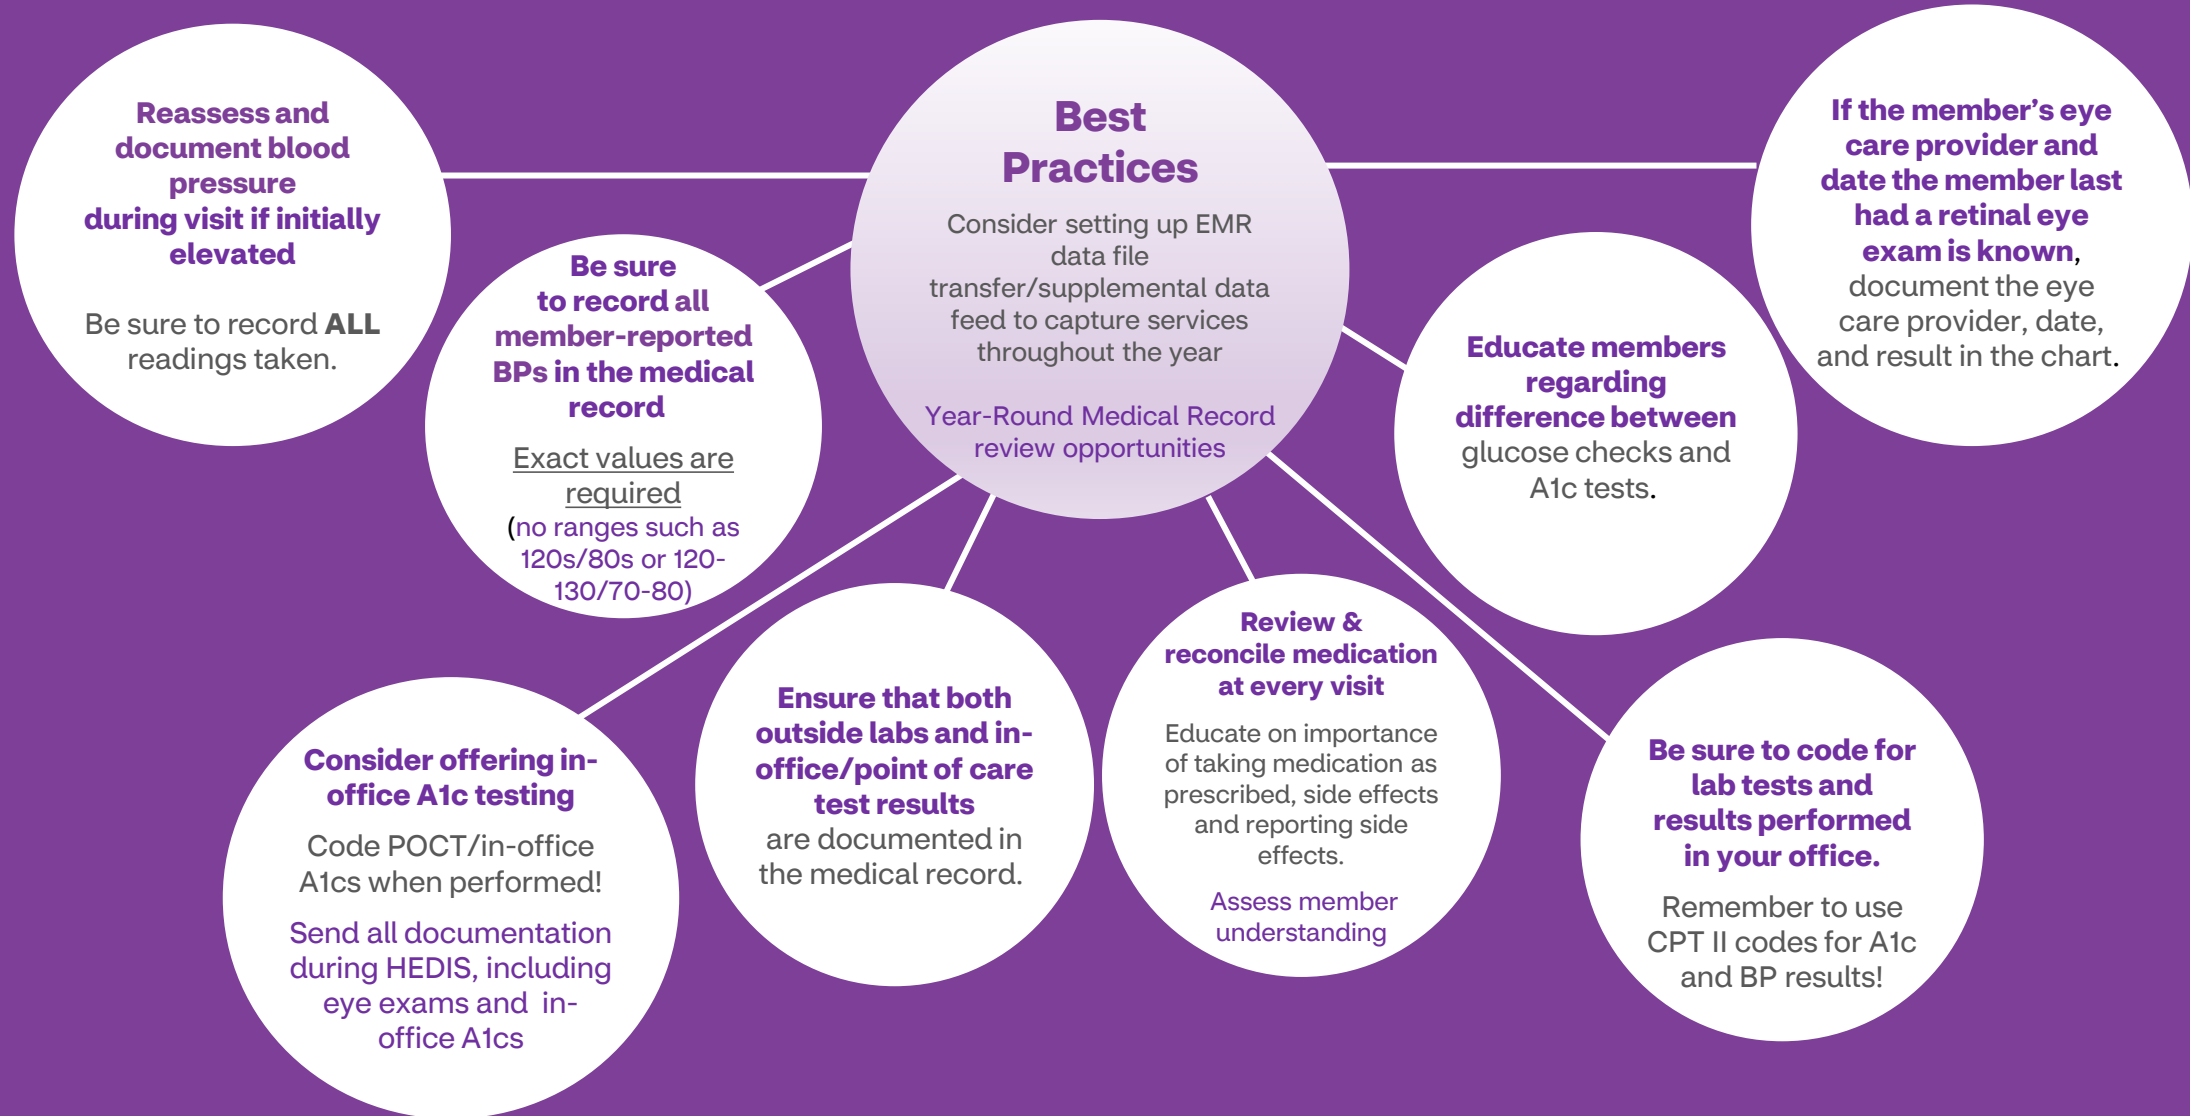 Best
Practices
Consider setting up EMR
data file
transfer/supplemental data
feed to capture services
throughout the year
Year-Round Medical Record
review opportunities
Reassess and
document blood
pressure
during visit if initially
elevated
Be sure to record ALL
readings taken.
Be sure
to record all
member-reported
BPs in the medical
record
Exact values are
required
(no ranges such as
120s/80s or 120-
130/70-80)
Consider offering in-
office A1c testing
Code POCT/in-office
A1cs when performed!
Send all documentation
during HEDIS, including
eye exams and in-
office A1cs
Ensure that both
outside labs and in-
office/point of care
test results
are documented in
the medical record.
Review &
reconcile medication
at every visit
Educate on importance
of taking medication as
prescribed, side effects
and reporting side
effects.
Assess member
understanding
Be sure to code for
lab tests and
results performed
in your office.
Remember to use
CPT II codes for A1c
and BP results!
Educate members
regarding
difference between
glucose checks and
A1c tests.
If the member’s eye
care provider and
date the member last
had a retinal eye
exam is known,
document the eye
care provider, date,
and result in the chart.